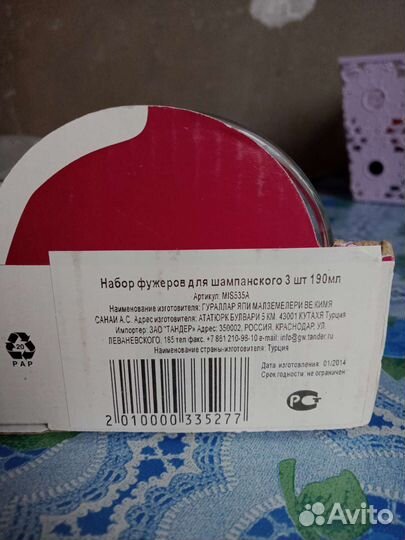 Набор фужеров для шампанского 3 шт 190мл
Артикул: MIS535A
Наименование изготовителя: ГУРАЛЛАР ЯПИ МАЛЗЕМЕЛЕРИ ВЕ КИМЯ
САНАИ А.С. Адрес изготовителя: АТАТЮРК БУЛВАРИ 5 КМ 43001 КУТАХЯ Турция
Импортер: ЗАО "ТАНДЕР" Адрес: 350002, РОССИЯ, КРАСНОДАР, УЛ.
ЛЕВАНЕВСКОГО, 185 тел факс. +7 861 210-98-10 e-mail: info@gw.tander.ru
Наименование страны-изготовителя: Турция
Дата изготовления: 01/2014
Срок годности: не ограничен
20
PAP
2 010000 335277
РСТ
Avito